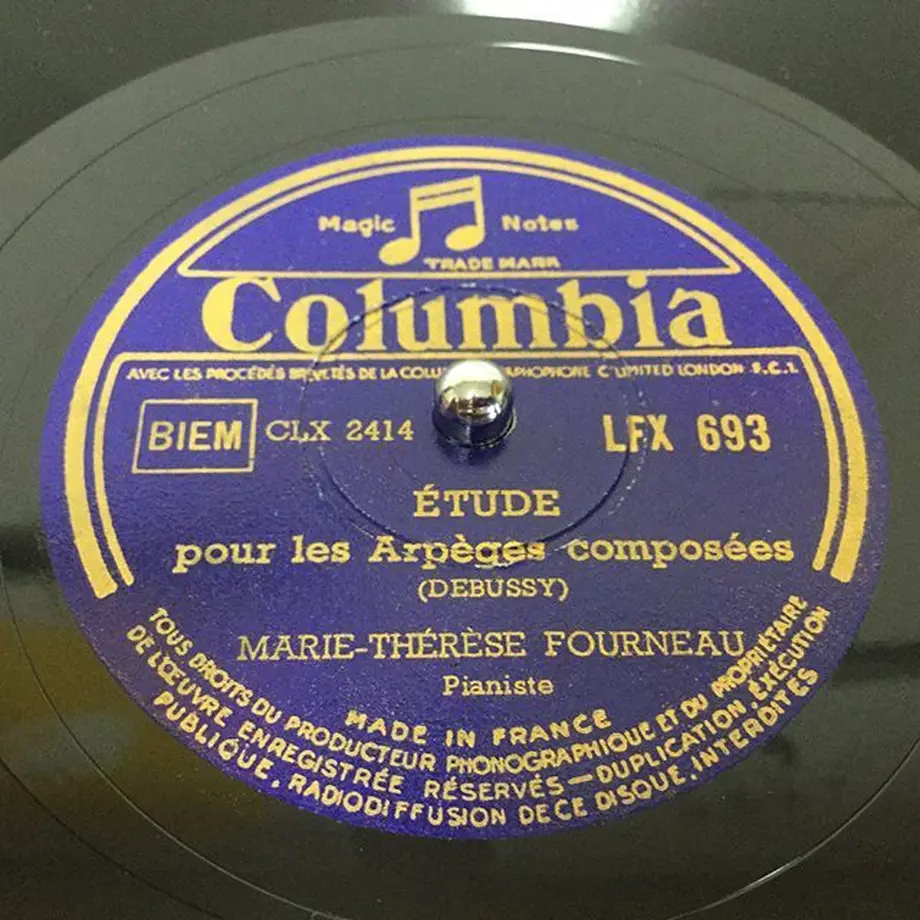 Magic Notes
TRADE MARK
Columbia
AVEC LES PROCÉDÉS BREVETÉS DE LA LIMITED LONDON
BIEM CLX 2414 LFX 693
ÉTUDE
pour les Arpèges composées
(DEBUSSY)
MARIE-THÉRÈSE FOURNEAU
Pianiste
MADE IN FRANCE
TOUS DROITS DU PRODUCTEUR PHONOGRAPHIQUE ET DU PROPRIÉTAIRE
DE L'ŒUVRE ENREGISTRÉE RÉSERVÉS—DUPLICATION, EXÉCUTION
PUBLIQUE, RADIODIFFUSION DE CE DISQUE, INTERDITES